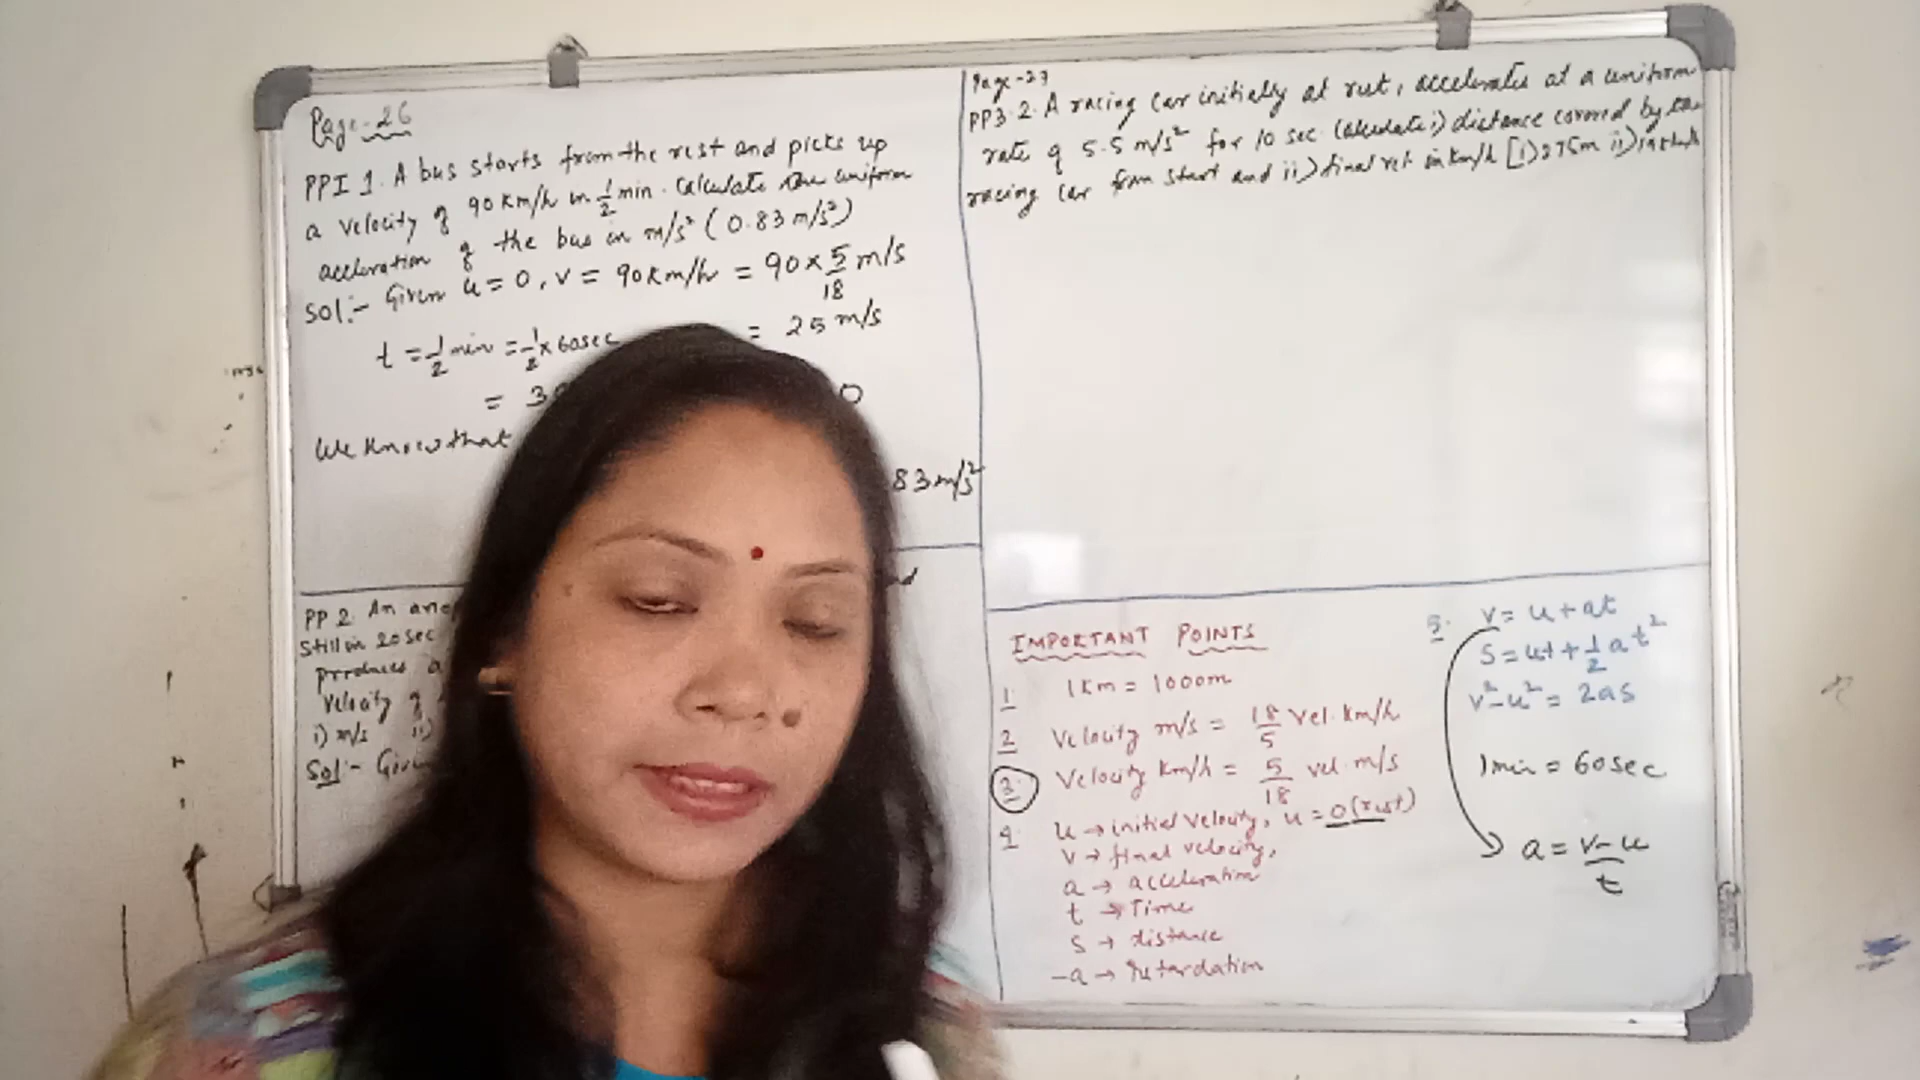 Page-26
PPI 1. A bus starts from the rest and picks up
a velocity of 90 km/h in 1/2 min. Calculate the uniform
accleration of the bus in m/s² (0.83 m/s²)
Sol:- Given u = 0, v = 90 km/h = 90 × 5/18 m/s
t = 1/2 min = 1/2 × 60 sec = 25 m/s
= 3
0
We know that
83 m/s²
PP 2. An
Still in 20 sec
produces a
Velocity of
i) m/s ii)
Sol:- Given
Page-27
PP3. 2. A racing car initially at rest, accelerates at a uniform
rate of 5.5 m/s² for 10 sec. Calculate i) distance covered by the
racing car from start and ii) final vel. in km/h [i) 275m ii)
IMPORTANT POINTS
1 1 Km = 1000m
2 Velocity m/s = 18/5 Vel. km/h
3. Velocity km/h = 5/18 vel. m/s
4. u → initial velocity, u = 0 (rest)
v → final velocity,
a → accleration
t → Time
S → distance
-a → retardation
5. v = u + at
S = ut + 1/2 at²
v² - u² = 2as
1 min = 60 sec
a = v - u / t